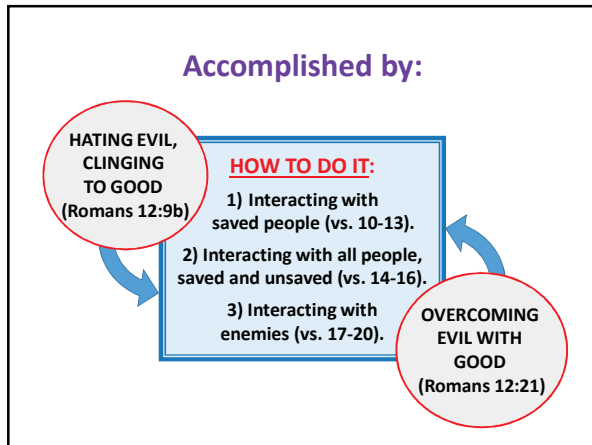 Accomplished by:
HATING EVIL,
CLINGING
TO GOOD
(Romans 12:9b)
HOW TO DO IT:
1) Interacting with
saved people (vs. 10-13).
2) Interacting with all people,
saved and unsaved (vs. 14-16).
3) Interacting with
enemies (vs. 17-20).
OVERCOMING
EVIL WITH
GOOD
(Romans 12:21)